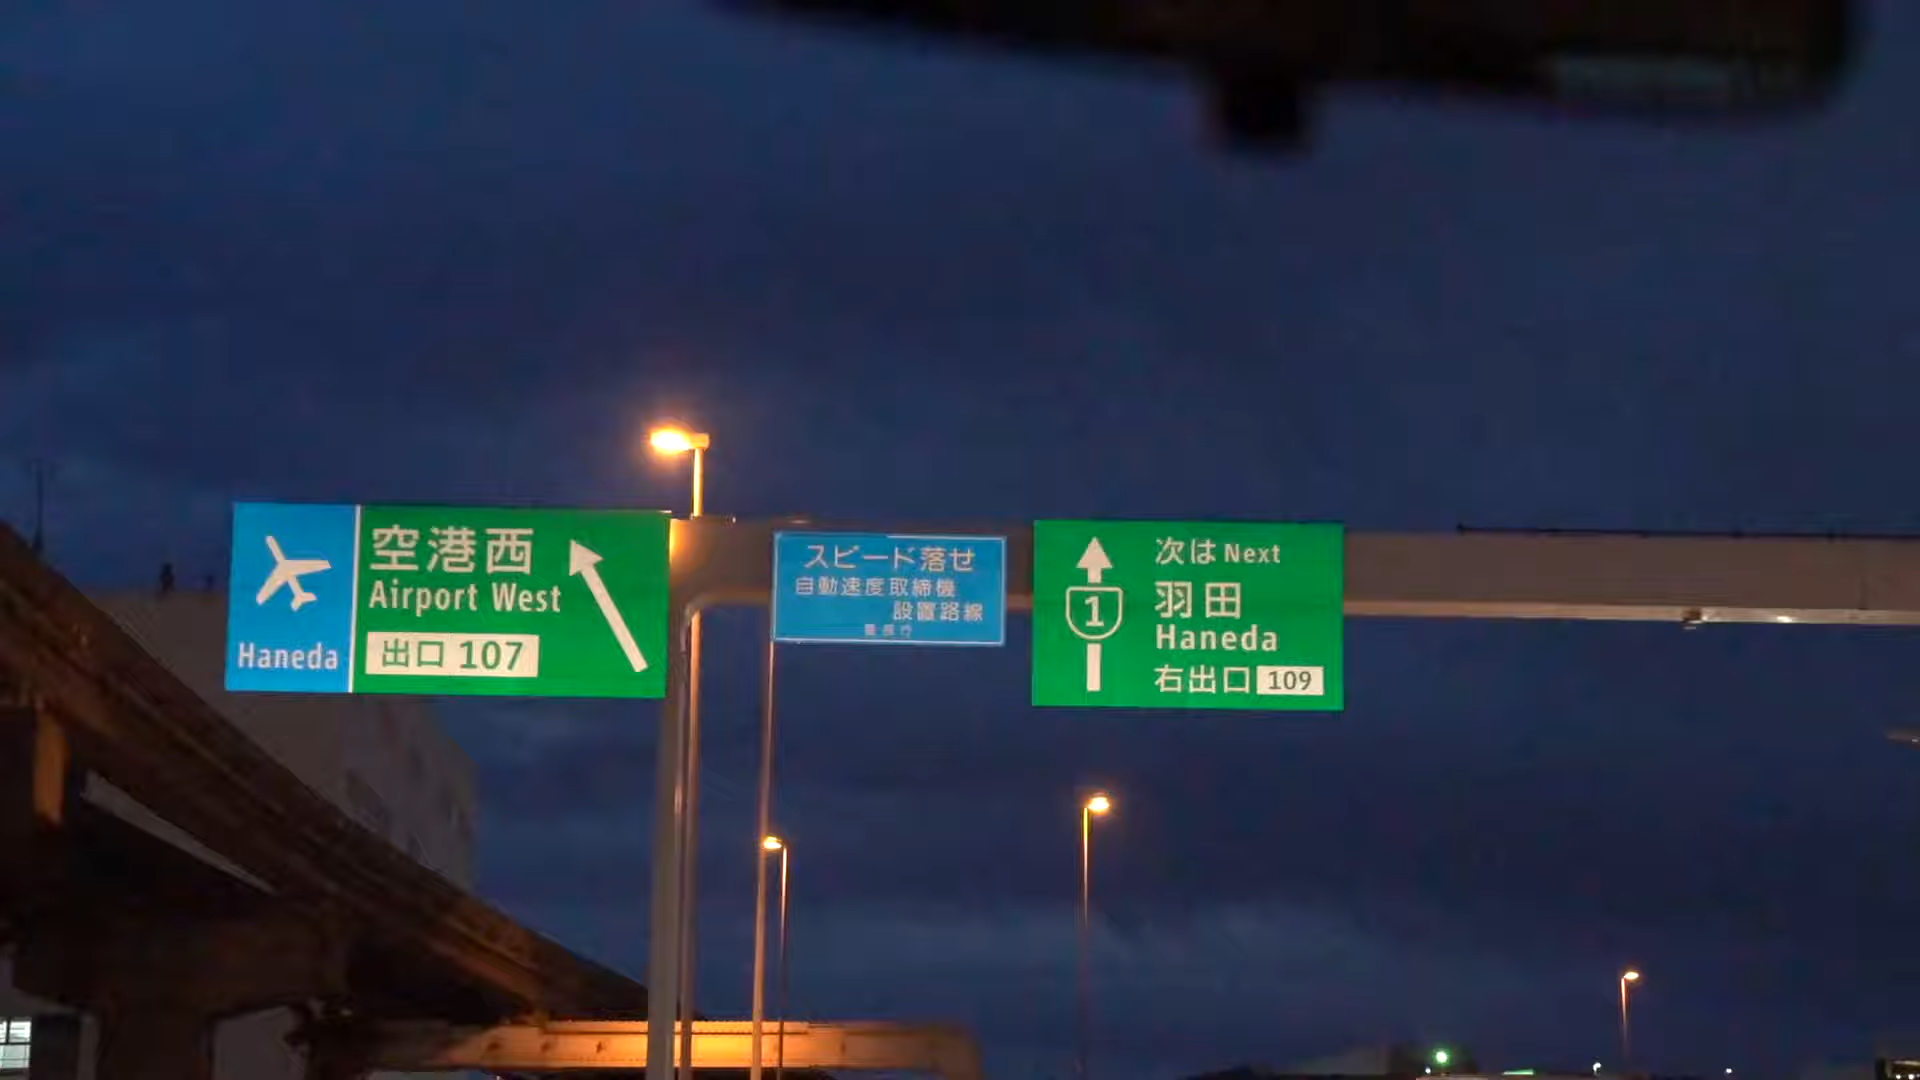 空港西
Airport West
出口 107
Haneda
スピード落せ
自動速度取締機
設置路線
次は Next
1
羽田
Haneda
右出口 109